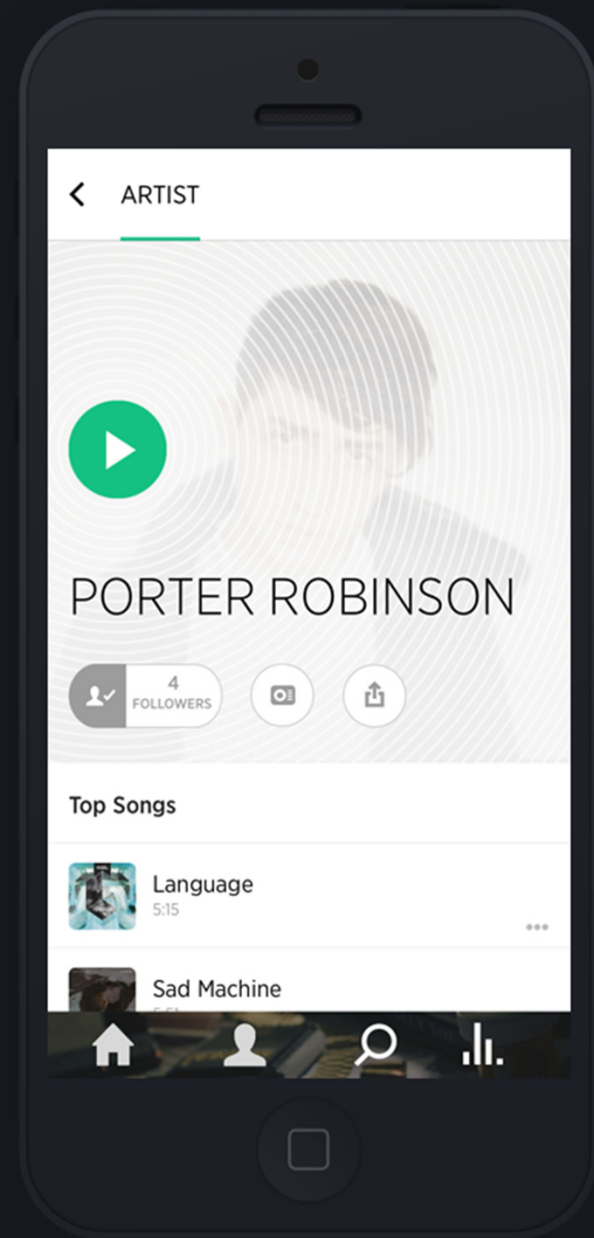 ARTIST
PORTER ROBINSON
4
FOLLOWERS
Top Songs
Language
5:15
Sad Machine